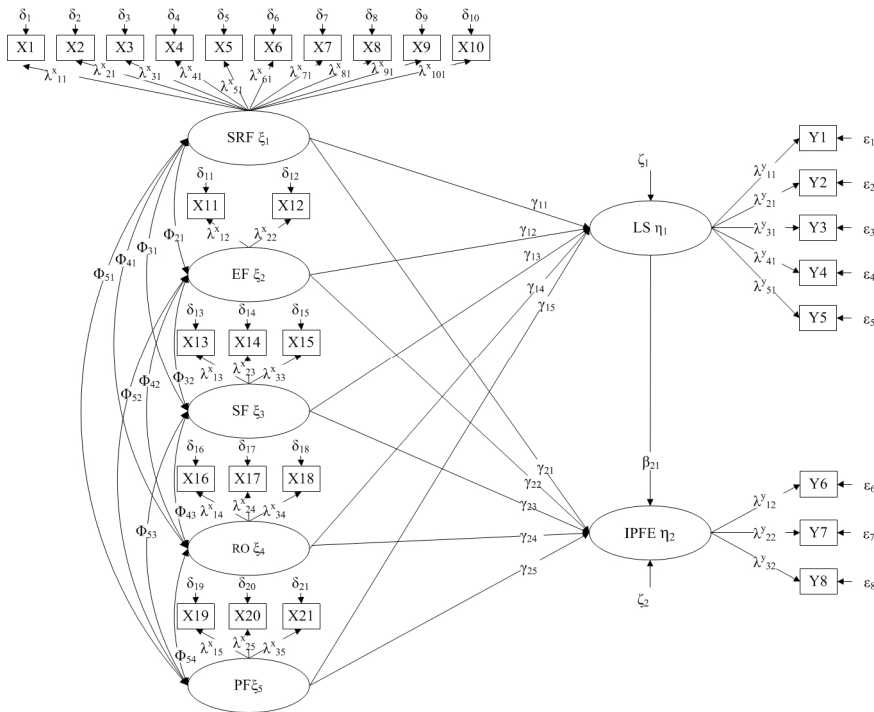 δ₁ δ₂ δ₃ δ₄ δ₅ δ₆ δ₇ δ₈ δ₉ δ₁₀
X1 X2 X3 X4 X5 X6 X7 X8 X9 X10
λˣ₁₁ λˣ₂₁ λˣ₃₁ λˣ₄₁ λˣ₅₁ λˣ₆₁ λˣ₇₁ λˣ₈₁ λˣ₉₁ λˣ₁₀₁
SRF ξ₁
δ₁₁ δ₁₂
X11 X12
λˣ₁₂ λˣ₂₂
EF ξ₂
δ₁₃ δ₁₄ δ₁₅
X13 X14 X15
λˣ₁₃ λˣ₂₃ λˣ₃₃
SF ξ₃
δ₁₆ δ₁₇ δ₁₈
X16 X17 X18
λˣ₁₄ λˣ₂₄ λˣ₃₄
RO ξ₄
δ₁₉ δ₂₀ δ₂₁
X19 X20 X21
λˣ₁₅ λˣ₂₅ λˣ₃₅
PFξ₅
Φ₂₁
Φ₃₁
Φ₄₁
Φ₅₁
Φ₃₂
Φ₄₂
Φ₅₂
Φ₄₃
Φ₅₃
Φ₅₄
γ₁₁
γ₁₂
γ₁₃
γ₁₄
γ₁₅
γ₂₁
γ₂₂
γ₂₃
γ₂₄
γ₂₅
ζ₁
LS η₁
β₂₁
IPFE η₂
ζ₂
λʸ₁₁ Y1 ε₁
λʸ₂₁ Y2 ε₂
λʸ₃₁ Y3 ε₃
λʸ₄₁ Y4 ε₄
λʸ₅₁ Y5 ε₅
λʸ₁₂ Y6 ε₆
λʸ₂₂ Y7 ε₇
λʸ₃₂ Y8 ε₈